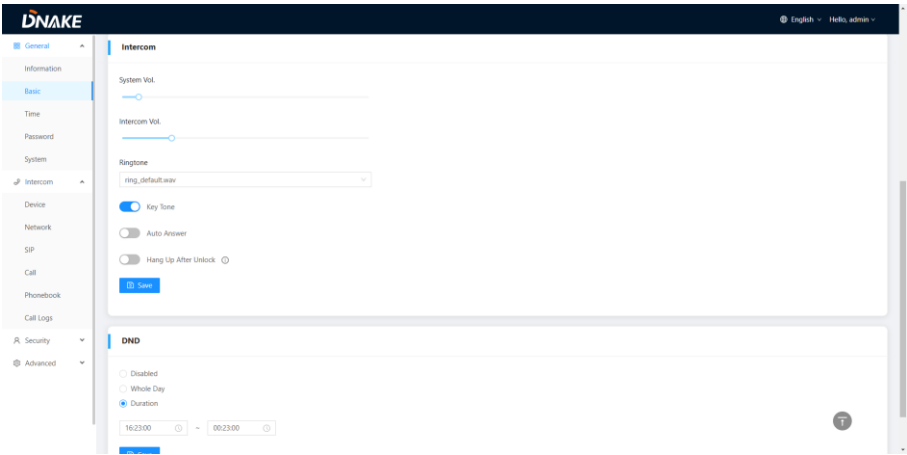 DNAKE
English
Hello, admin
General
Information
Basic
Time
Password
System
Intercom
Device
Network
SIP
Call
Phonebook
Call Logs
Security
Advanced
Intercom
System Vol.
Intercom Vol.
Ringtone
ring_default.wav
Key Tone
Auto Answer
Hang Up After Unlock
Save
DND
Disabled
Whole Day
Duration
16:23:00 ~ 00:23:00